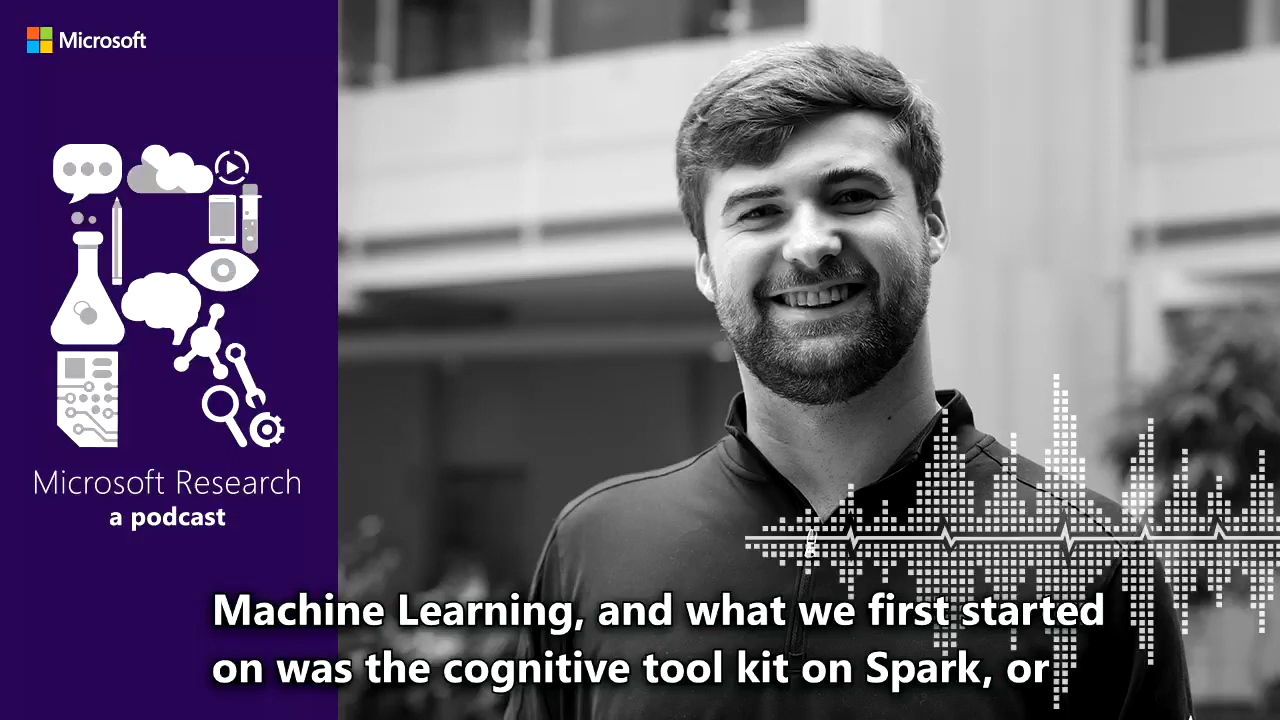 Microsoft
Microsoft Research
a podcast
Machine Learning, and what we first started
on was the cognitive tool kit on Spark, or